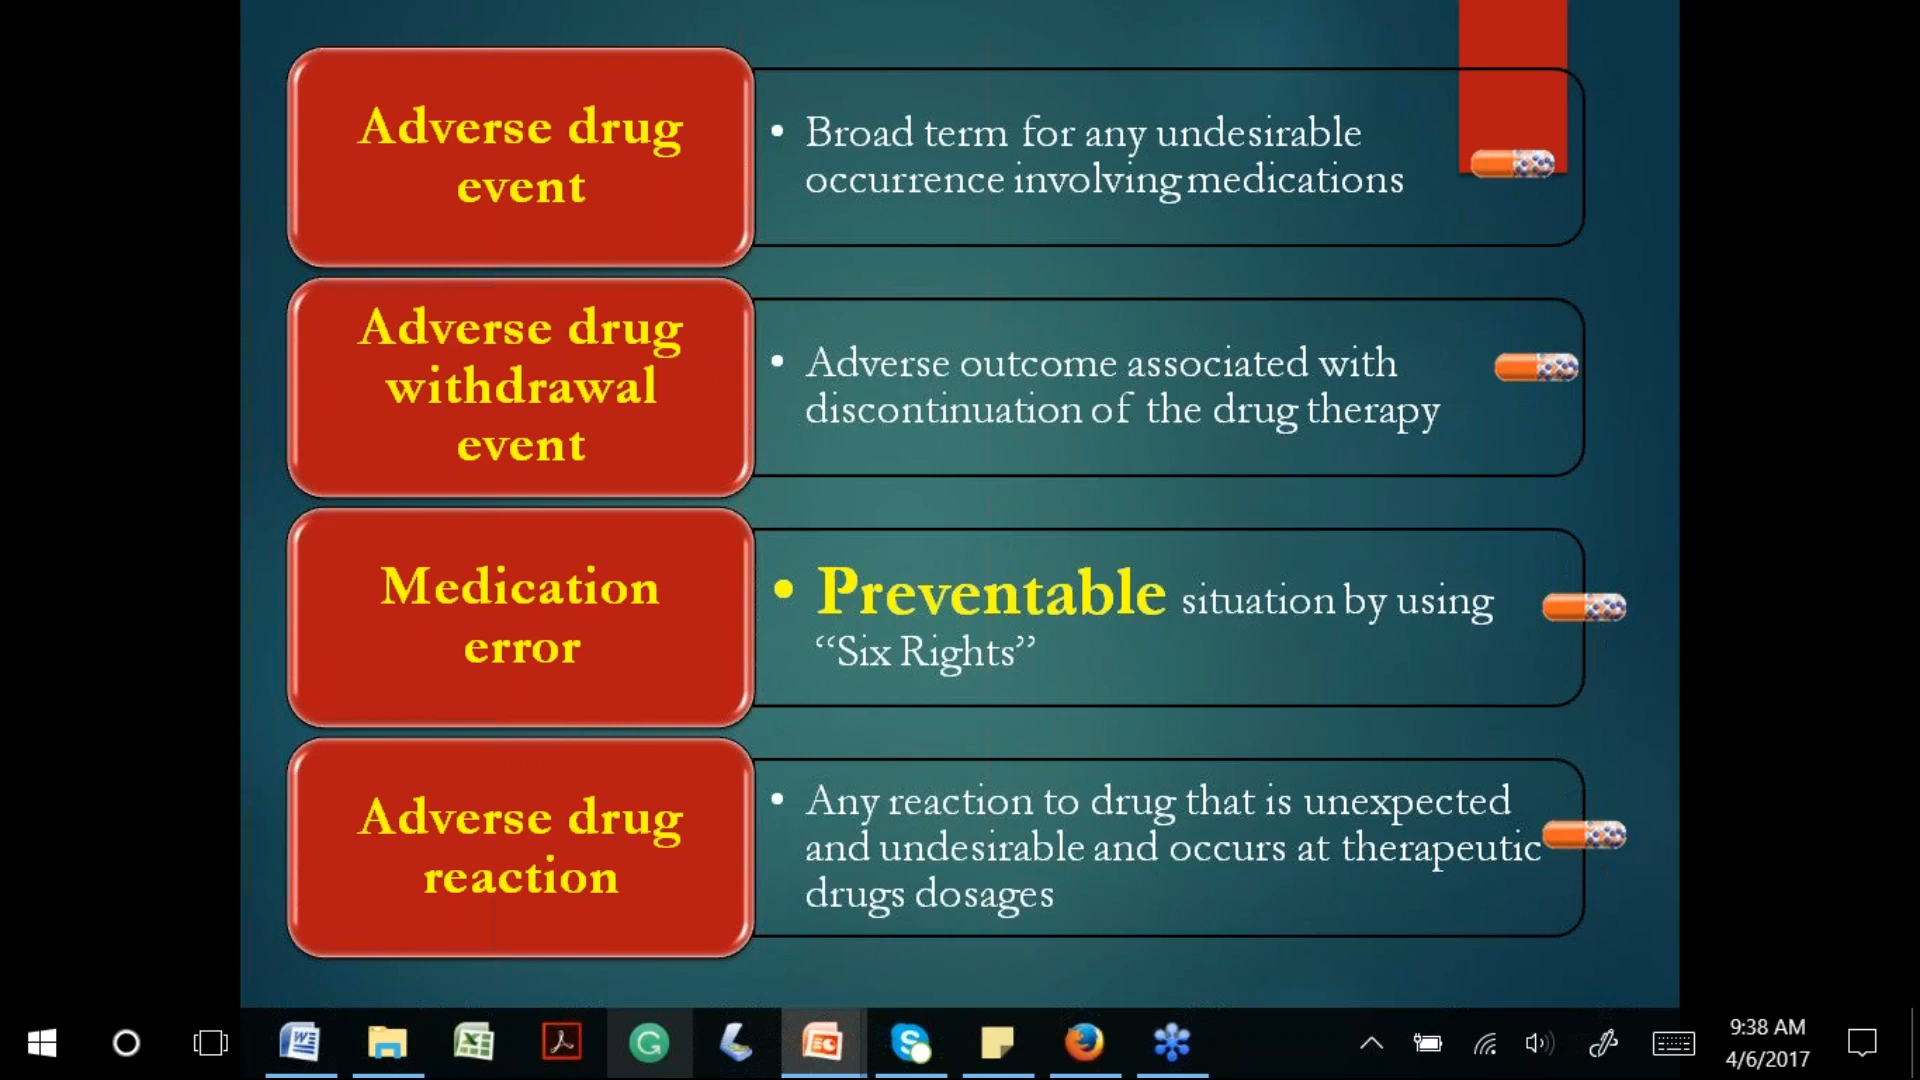 Adverse drug
event
• Broad term for any undesirable
occurrence involving medications
Adverse drug
withdrawal
event
• Adverse outcome associated with
discontinuation of the drug therapy
Medication
error
• Preventable situation by using
“Six Rights”
Adverse drug
reaction
• Any reaction to drug that is unexpected
and undesirable and occurs at therapeutic
drugs dosages
9:38 AM
4/6/2017